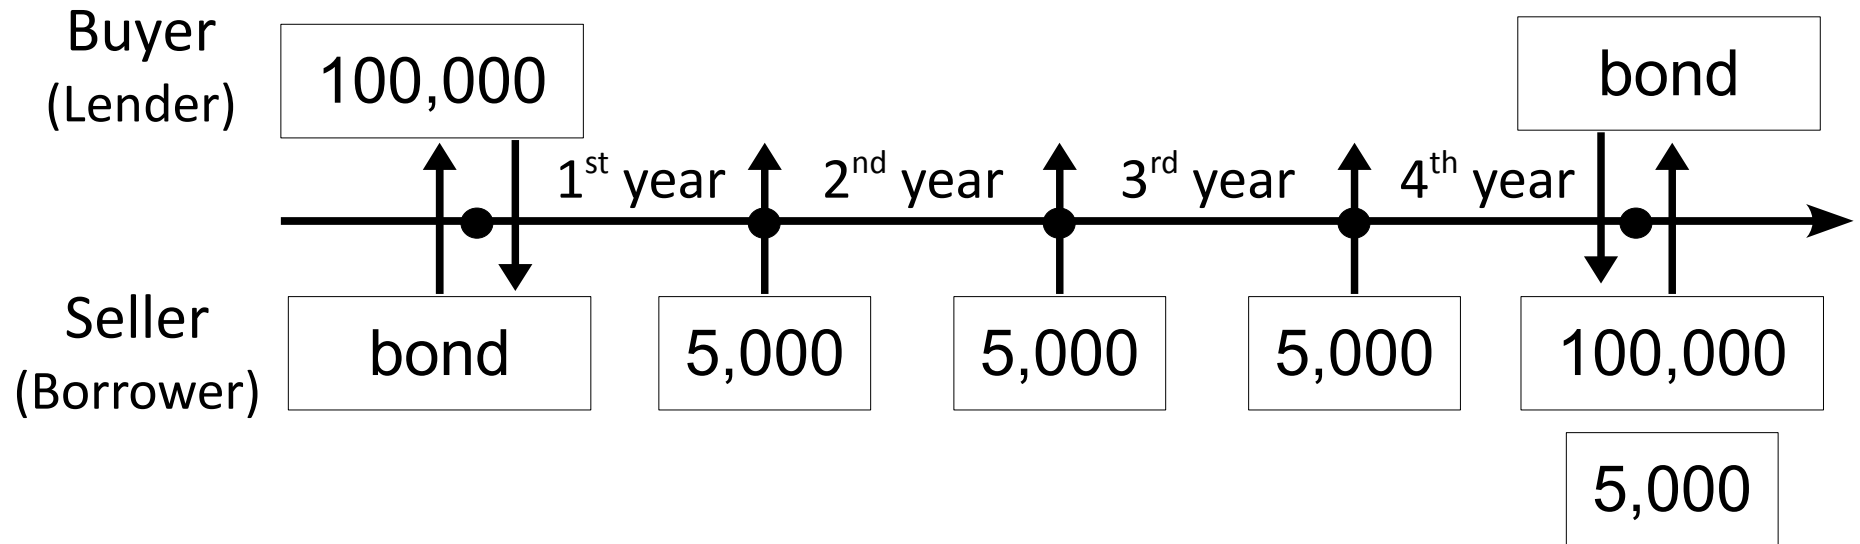 Buyer
(Lender)
100,000
bond
1st year
2nd year
3rd year
4th year
Seller
(Borrower)
bond
5,000
5,000
5,000
100,000
5,000